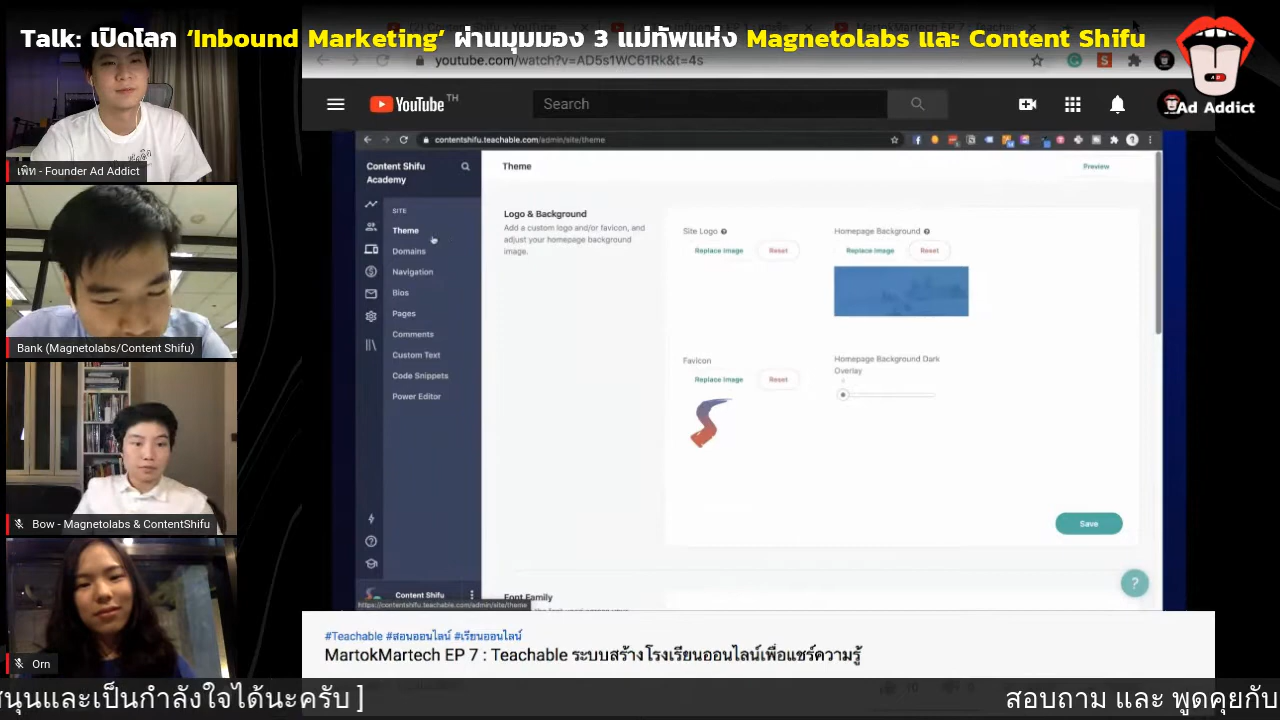 Talk: เปิดโลก ‘Inbound Marketing’ ผ่านมุมมอง 3 แม่ทัพแห่ง Magnetolabs และ Content Shifu
Ad Addict
เฟิท - Founder Ad Addict
Bank (Magnetolabs/Content Shifu)
Bow - Magnetolabs & ContentShifu
Orn
youtube.com/watch?v=AD5s1WC61Rk&t=4s
YouTube TH
Search
contentshifu.teachable.com/admin/site/theme
Content Shifu
Academy
SITE
Theme
Domains
Navigation
Bios
Pages
Comments
Custom Text
Code Snippets
Power Editor
Content Shifu
https://contentshifu.teachable.com/admin/site/theme
Theme
Preview
Logo & Background
Add a custom logo and/or favicon, and
adjust your homepage background
image.
Site Logo
Replace Image
Reset
Homepage Background
Replace Image
Reset
Favicon
Replace Image
Reset
Homepage Background Dark
Overlay
Save
Font Family
?
#Teachable #สอนออนไลน์ #เรียนออนไลน์
MartokMartech EP 7 : Teachable ระบบสร้างโรงเรียนออนไลน์เพื่อแชร์ความรู้
สนุนและเป็นกำลังใจได้นะครับ ]
สอบถาม และ พูดคุยกับ